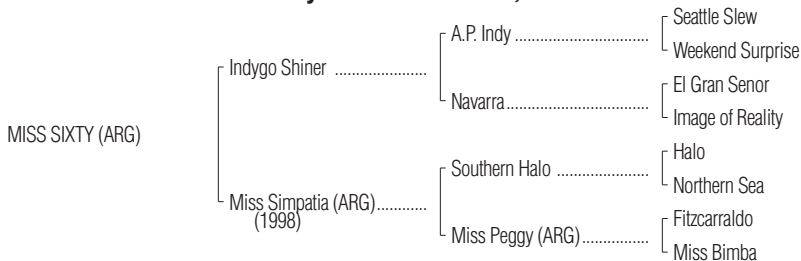 Seattle Slew
A.P. Indy
Weekend Surprise
Indygo Shiner
El Gran Senor
Navarra
Image of Reality
MISS SIXTY (ARG)
Halo
Southern Halo
Northern Sea
Miss Simpatia (ARG)
(1998)
Fitzcarraldo
Miss Peggy (ARG)
Miss Bimba